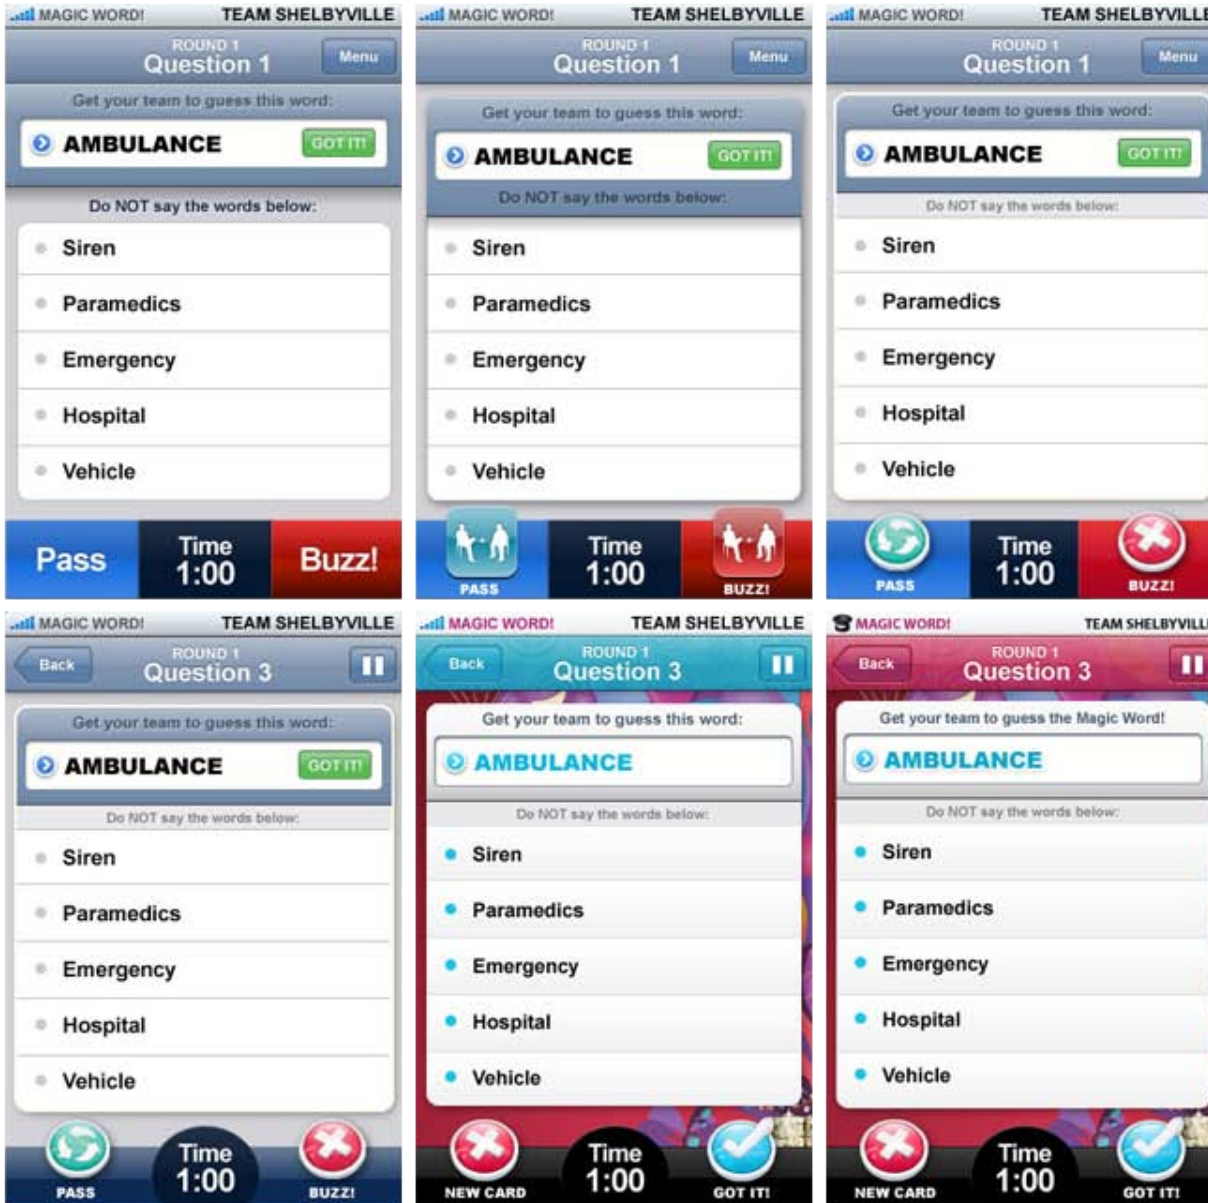 MAGIC WORD! TEAM SHELBYVILLE
ROUND 1
Question 1 Menu
Get your team to guess this word:
AMBULANCE GOT IT!
Do NOT say the words below:
Siren
Paramedics
Emergency
Hospital
Vehicle
Pass Time 1:00 Buzz!
MAGIC WORD! TEAM SHELBYVILLE
ROUND 1
Question 1 Menu
Get your team to guess this word:
AMBULANCE GOT IT!
Do NOT say the words below:
Siren
Paramedics
Emergency
Hospital
Vehicle
Time
1:00
PASS BUZZ!
MAGIC WORD! TEAM SHELBYVILLE
ROUND 1
Question 1 Menu
Get your team to guess this word:
AMBULANCE GOT IT!
Do NOT say the words below:
Siren
Paramedics
Emergency
Hospital
Vehicle
Time
1:00
PASS BUZZ!
MAGIC WORD! TEAM SHELBYVILLE
ROUND 1
Back Question 3
Get your team to guess this word:
AMBULANCE GOT IT!
Do NOT say the words below:
Siren
Paramedics
Emergency
Hospital
Vehicle
Time
1:00
PASS BUZZ!
MAGIC WORD! TEAM SHELBYVILLE
ROUND 1
Back Question 3
Get your team to guess this word:
AMBULANCE
Do NOT say the words below:
Siren
Paramedics
Emergency
Hospital
Vehicle
Time
1:00
NEW CARD GOT IT!
MAGIC WORD! TEAM SHELBYVILLE
ROUND 1
Back Question 3
Get your team to guess the Magic Word!
AMBULANCE
Do NOT say the words below:
Siren
Paramedics
Emergency
Hospital
Vehicle
Time
1:00
NEW CARD GOT IT!